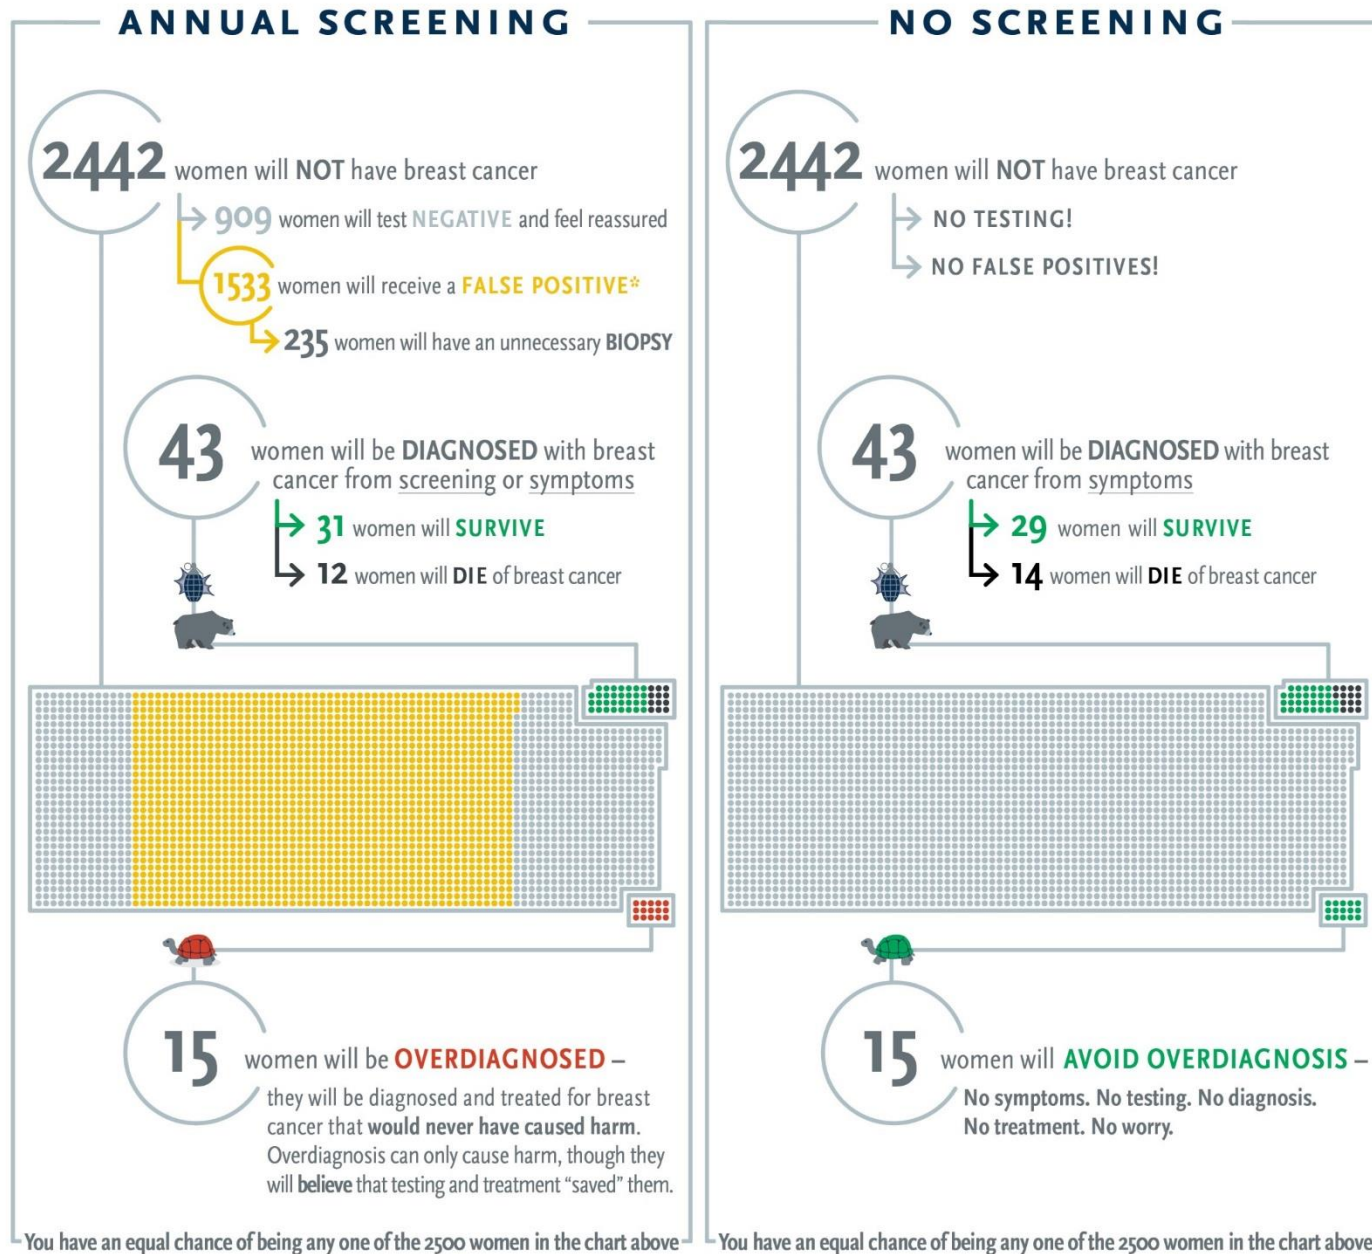 ANNUAL SCREENING
2442 women will NOT have breast cancer
909 women will test NEGATIVE and feel reassured
1533 women will receive a FALSE POSITIVE*
235 women will have an unnecessary BIOPSY
43 women will be DIAGNOSED with breast
cancer from screening or symptoms
31 women will SURVIVE
12 women will DIE of breast cancer
15 women will be OVERDIAGNOSED –
they will be diagnosed and treated for breast
cancer that would never have caused harm.
Overdiagnosis can only cause harm, though they
will believe that testing and treatment “saved” them.
You have an equal chance of being any one of the 2500 women in the chart above
NO SCREENING
2442 women will NOT have breast cancer
NO TESTING!
NO FALSE POSITIVES!
43 women will be DIAGNOSED with breast
cancer from symptoms
29 women will SURVIVE
14 women will DIE of breast cancer
15 women will AVOID OVERDIAGNOSIS –
No symptoms. No testing. No diagnosis.
No treatment. No worry.
You have an equal chance of being any one of the 2500 women in the chart above